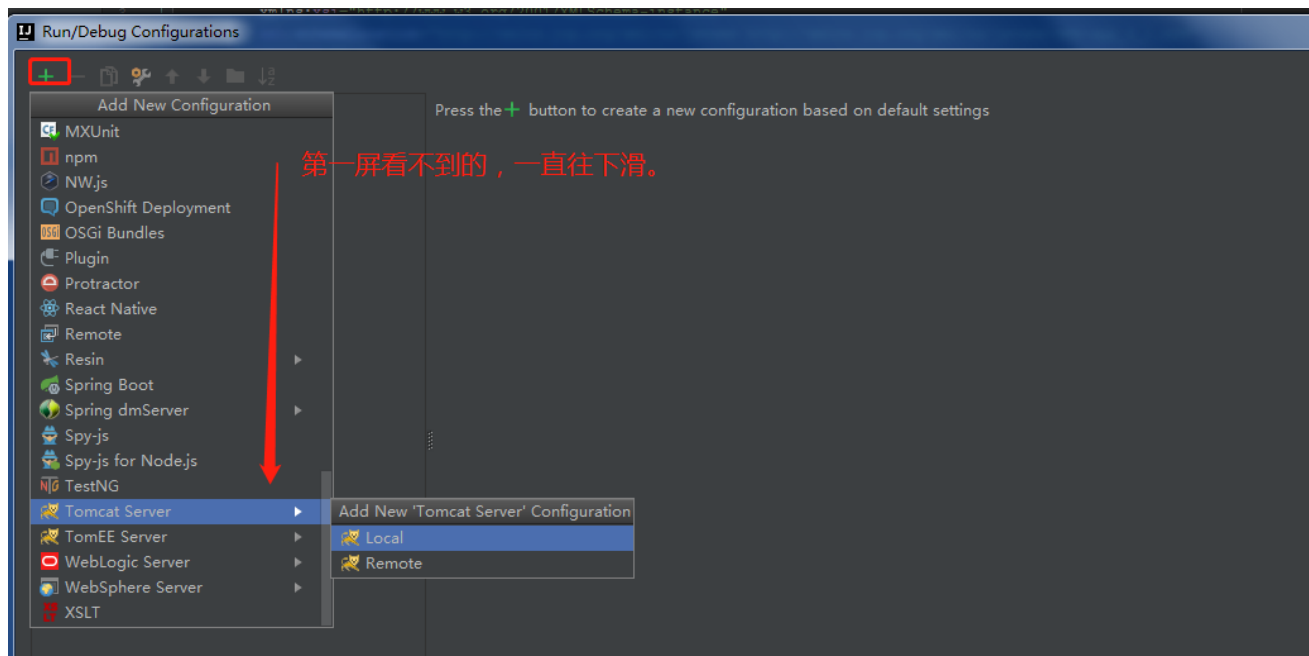 Run/Debug Configurations
Add New Configuration
Press the + button to create a new configuration based on default settings
MXUnit
npm
第一屏看不到的，一直往下滑。
NW.js
OpenShift Deployment
OSGi Bundles
Plugin
Protractor
React Native
Remote
Resin
Spring Boot
Spring dmServer
Spy-js
Spy-js for Node.js
TestNG
Tomcat Server
Add New 'Tomcat Server' Configuration
TomEE Server
Local
WebLogic Server
Remote
WebSphere Server
XSLT